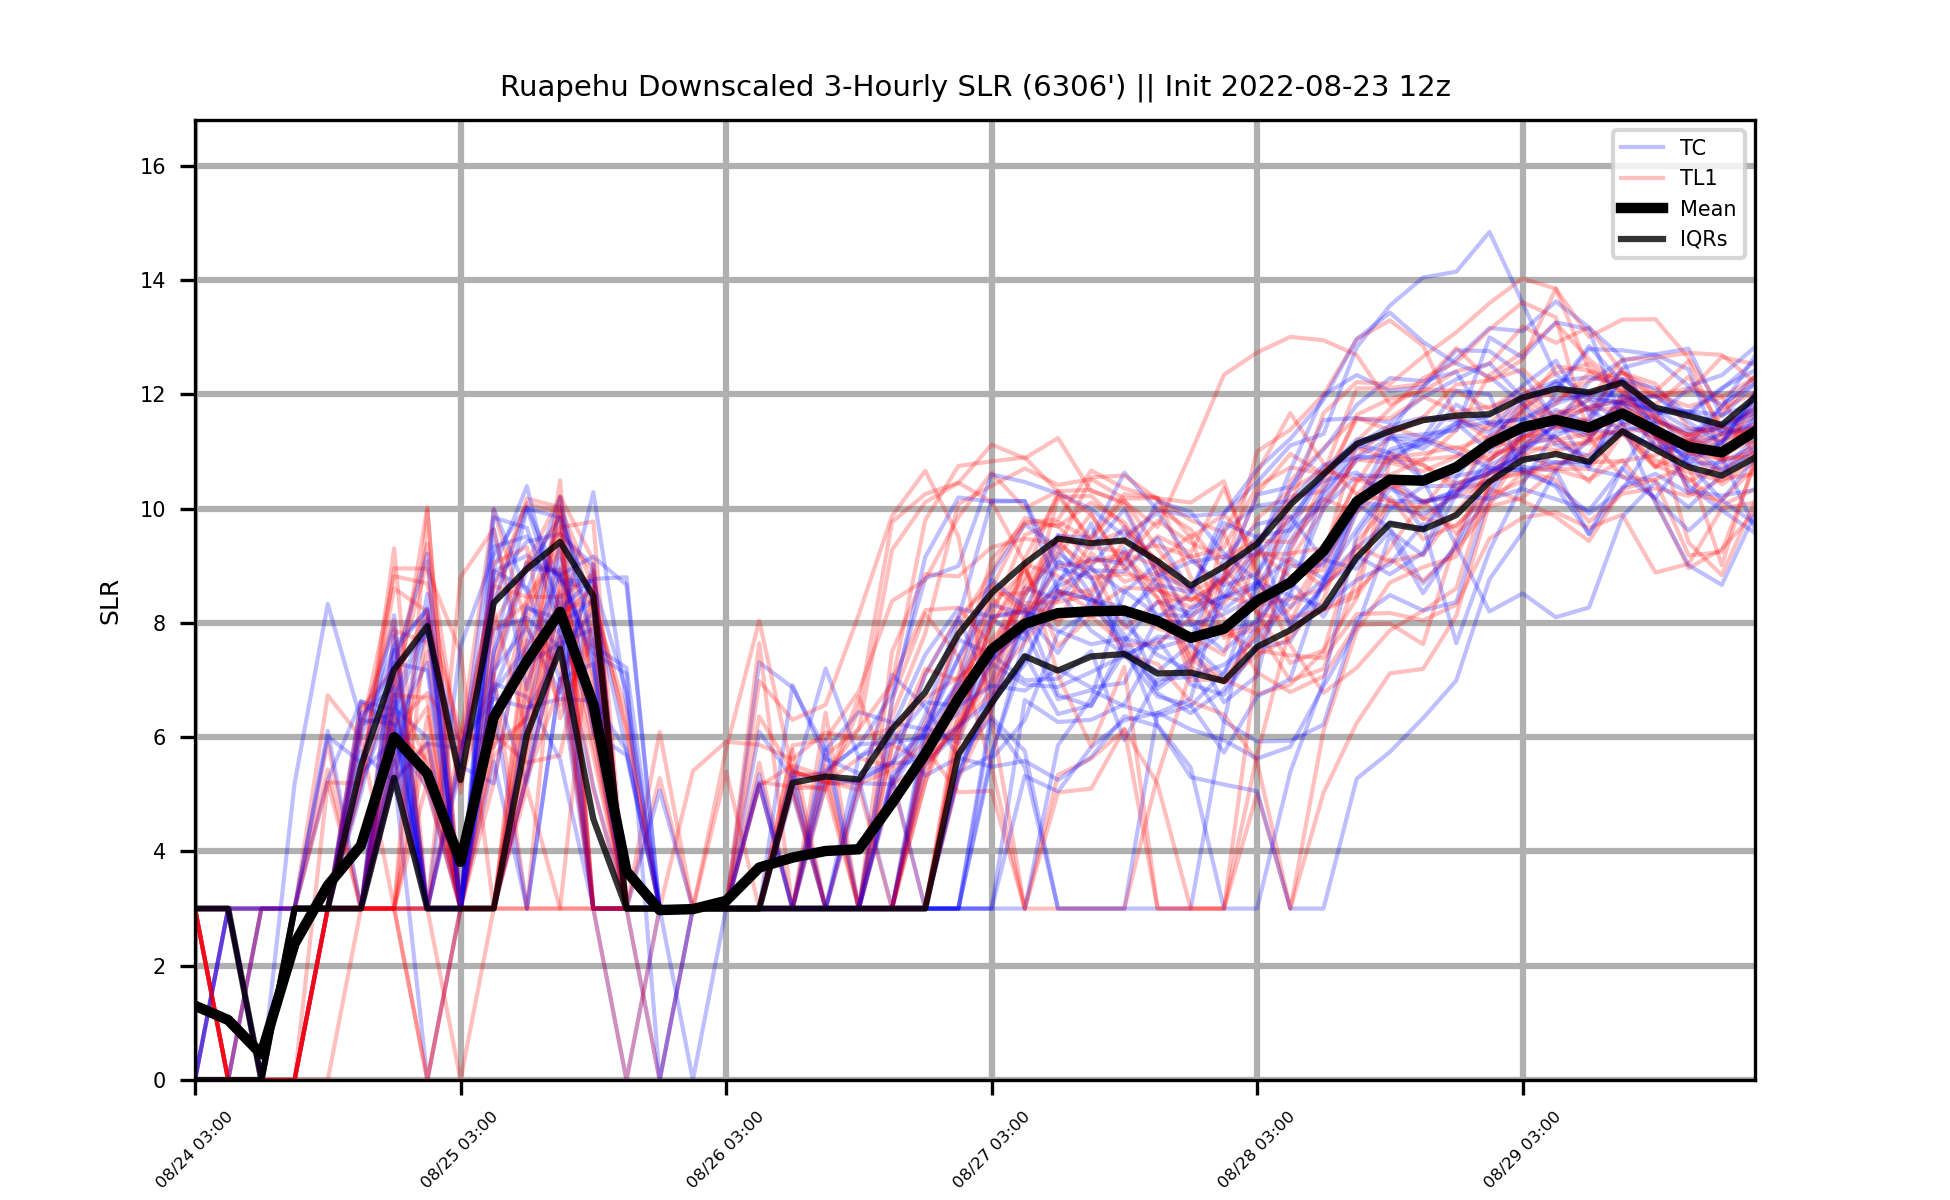 Ruapehu Downscaled 3-Hourly SLR (6306') || Init 2022-08-23 12z
TC
TL1
Mean
IQRs
SLR
16
14
12
10
8
6
4
2
0
08/24 03:00
08/25 03:00
08/26 03:00
08/27 03:00
08/28 03:00
08/29 03:00